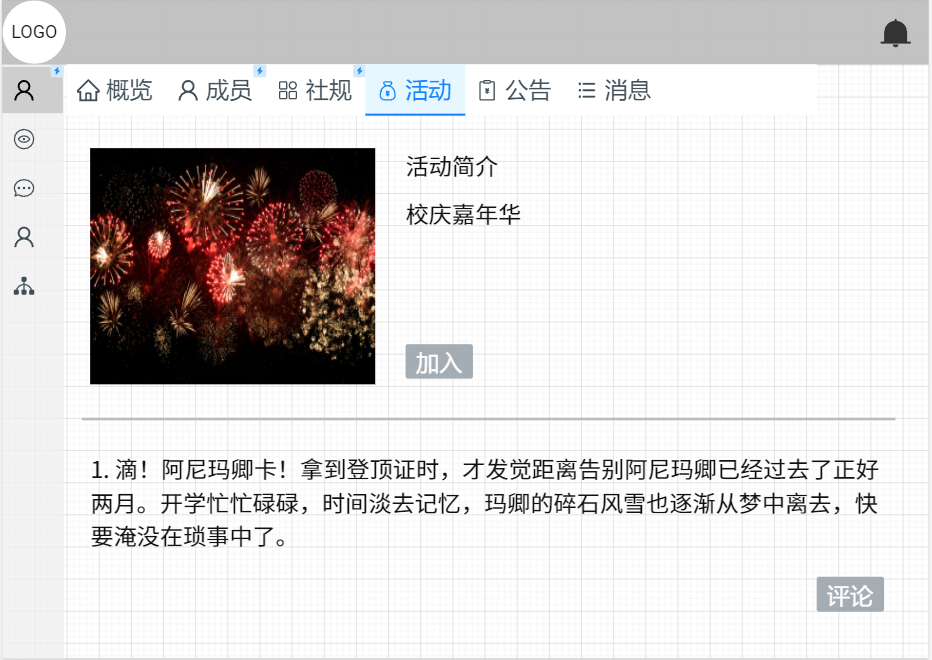 LOGO
概览 成员 社规 活动 公告 消息
活动简介
校庆嘉年华
加入
1. 滴！阿尼玛卿卡！拿到登顶证时，才发觉距离告别阿尼玛卿已经过去了正好
两月。开学忙忙碌碌，时间淡去记忆，玛卿的碎石风雪也逐渐从梦中离去，快
要淹没在琐事中了。
评论